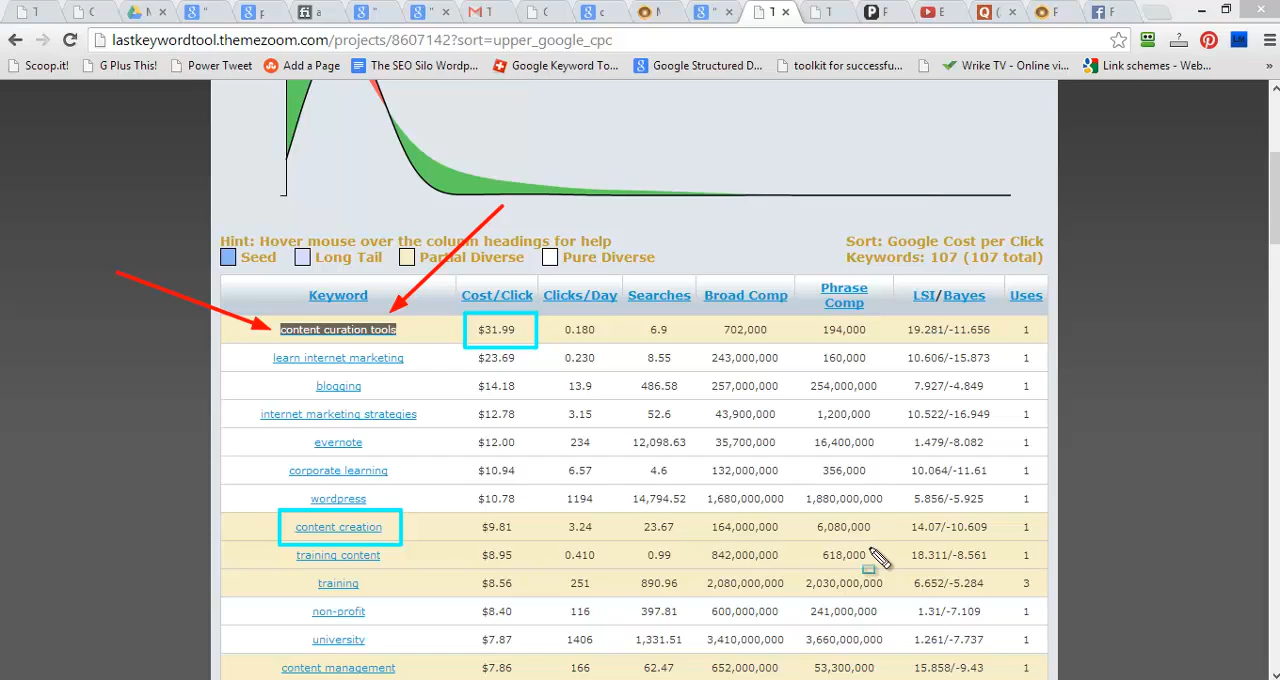 T C M " p a " " T C c N " T T P E Q ( F F
lastkeywordtool.themezoom.com/projects/8607142?sort=upper_google_cpc
Scoop.it! G Plus This! Power Tweet Add a Page The SEO Silo Wordp... Google Keyword To... Google Structured D... toolkit for successfu... Wrike TV - Online vi... Link schemes - Web... »
Hint: Hover mouse over the column headings for help Sort: Google Cost per Click
Seed Long Tail Partial Diverse Pure Diverse Keywords: 107 (107 total)
Keyword Cost/Click Clicks/Day Searches Broad Comp Phrase Comp LSI/Bayes Uses
content curation tools $31.99 0.180 6.9 702,000 194,000 19.281/-11.656 1
learn internet marketing $23.69 0.230 8.55 243,000,000 160,000 10.606/-15.873 1
blogging $14.18 13.9 486.58 257,000,000 254,000,000 7.927/-4.849 1
internet marketing strategies $12.78 3.15 52.6 43,900,000 1,200,000 10.522/-16.949 1
evernote $12.00 234 12,098.63 35,700,000 16,400,000 1.479/-8.082 1
corporate learning $10.94 6.57 4.6 132,000,000 356,000 10.064/-11.61 1
wordpress $10.78 1194 14,794.52 1,680,000,000 1,880,000,000 5.856/-5.925 1
content creation $9.81 3.24 23.67 164,000,000 6,080,000 14.07/-10.609 1
training content $8.95 0.410 0.99 842,000,000 618,000 18.311/-8.561 1
training $8.56 251 890.96 2,080,000,000 2,030,000,000 6.652/-5.284 3
non-profit $8.40 116 397.81 600,000,000 241,000,000 1.31/-7.109 1
university $7.87 1406 1,331.51 3,410,000,000 3,660,000,000 1.261/-7.737 1
content management $7.86 166 62.47 652,000,000 53,300,000 15.858/-9.43 1